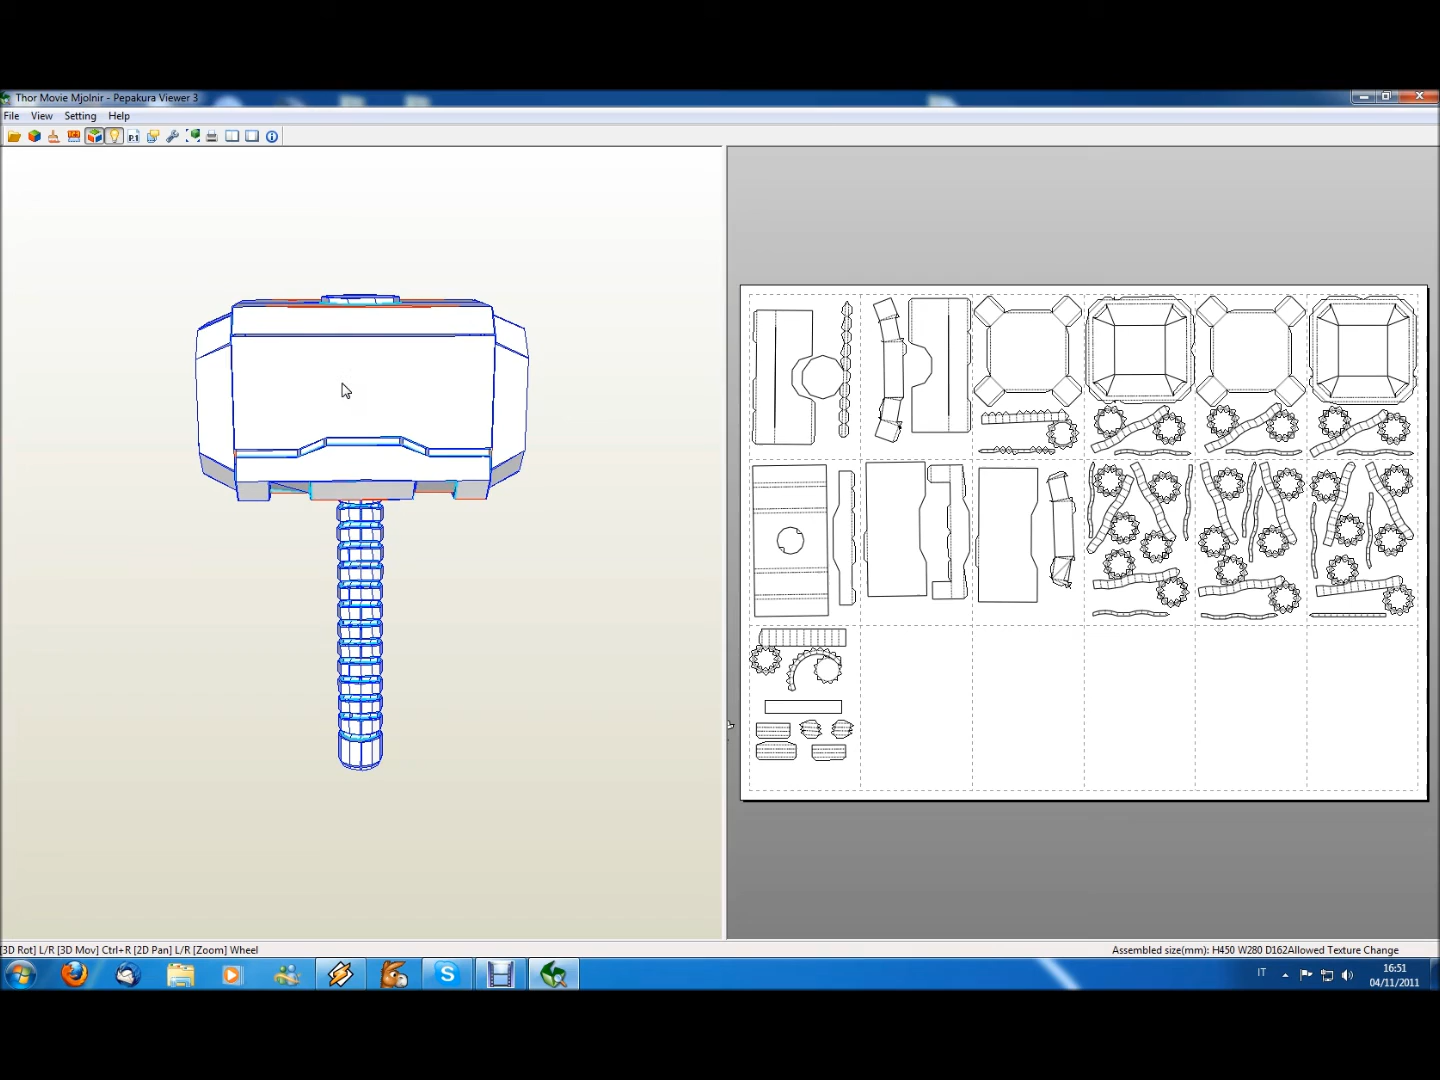 Thor Movie Mjolnir - Pepakura Viewer 3
File View Setting Help
P.1
[3D Rot] L/R [3D Mov] Ctrl+R [2D Pan] L/R [Zoom] Wheel
Assembled size(mm): H450 W280 D162Allowed Texture Change
IT
16:51
04/11/2011